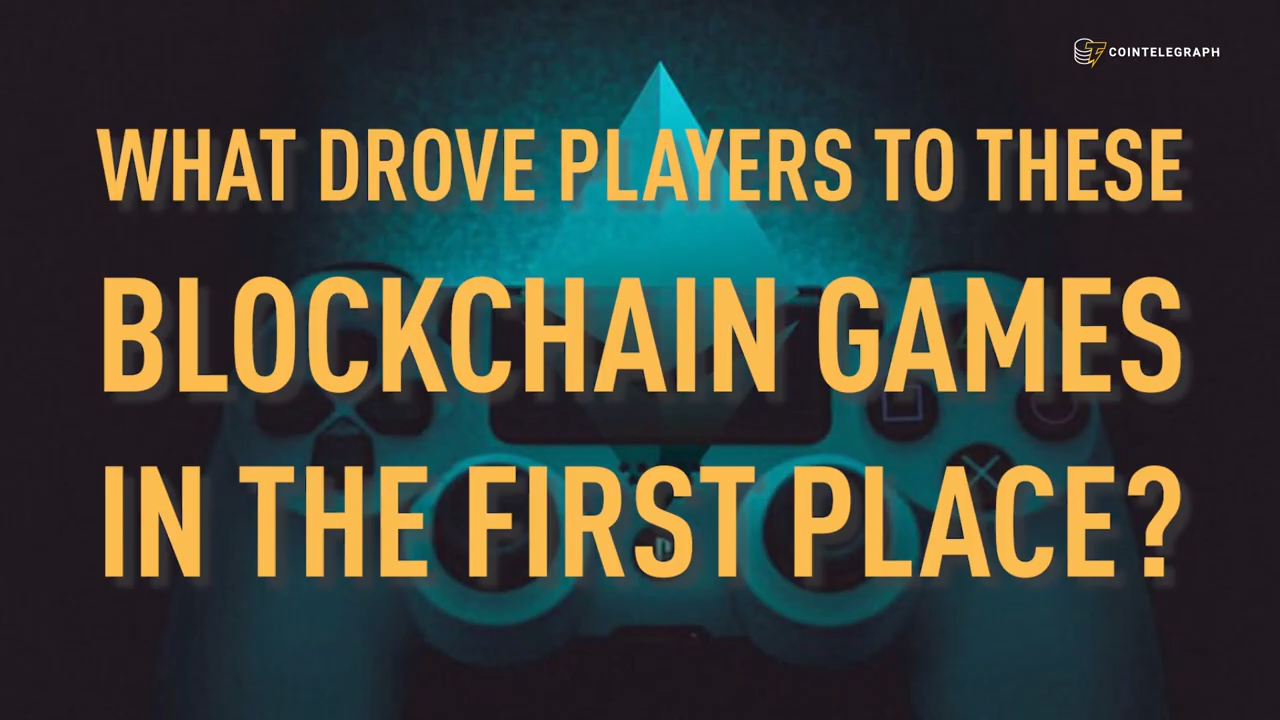 COINTELEGRAPH
WHAT DROVE PLAYERS TO THESE
BLOCKCHAIN GAMES
IN THE FIRST PLACE?